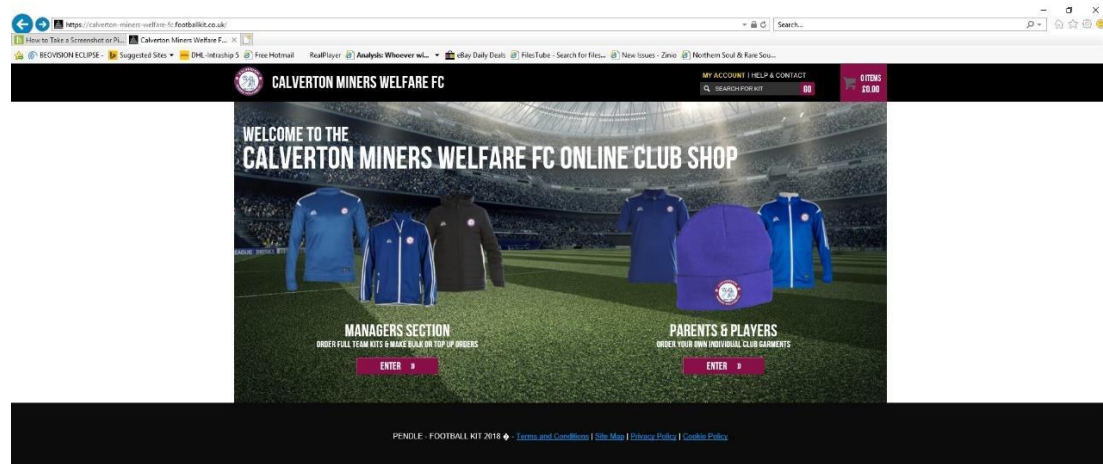 https://calverton-miners-welfare-fc.footballkit.co.uk/
Search...
How to Take a Screenshot or Pi...
Calverton Miners Welfare F...
BEOVISION ECLIPSE -
Suggested Sites
DHL-Intraship 5
Free Hotmail
RealPlayer
Analysis Whoever wi...
eBay Daily Deals
FilesTube - Search for files...
New Issues - Zinio
Northern Soul & Rare Sou...
CALVERTON MINERS WELFARE FC
MY ACCOUNT | HELP & CONTACT
SEARCH FOR KIT
GO
0 ITEMS
£0.00
WELCOME TO THE
CALVERTON MINERS WELFARE FC ONLINE CLUB SHOP
MANAGERS SECTION
ORDER FULL TEAM KITS & MAKE BULK OR TOP UP ORDERS
ENTER »
PARENTS & PLAYERS
ORDER YOUR OWN INDIVIDUAL CLUB GARMENTS
ENTER »
PENDLE - FOOTBALL KIT 2018 � - Terms and Conditions | Site Map | Privacy Policy | Cookie Policy